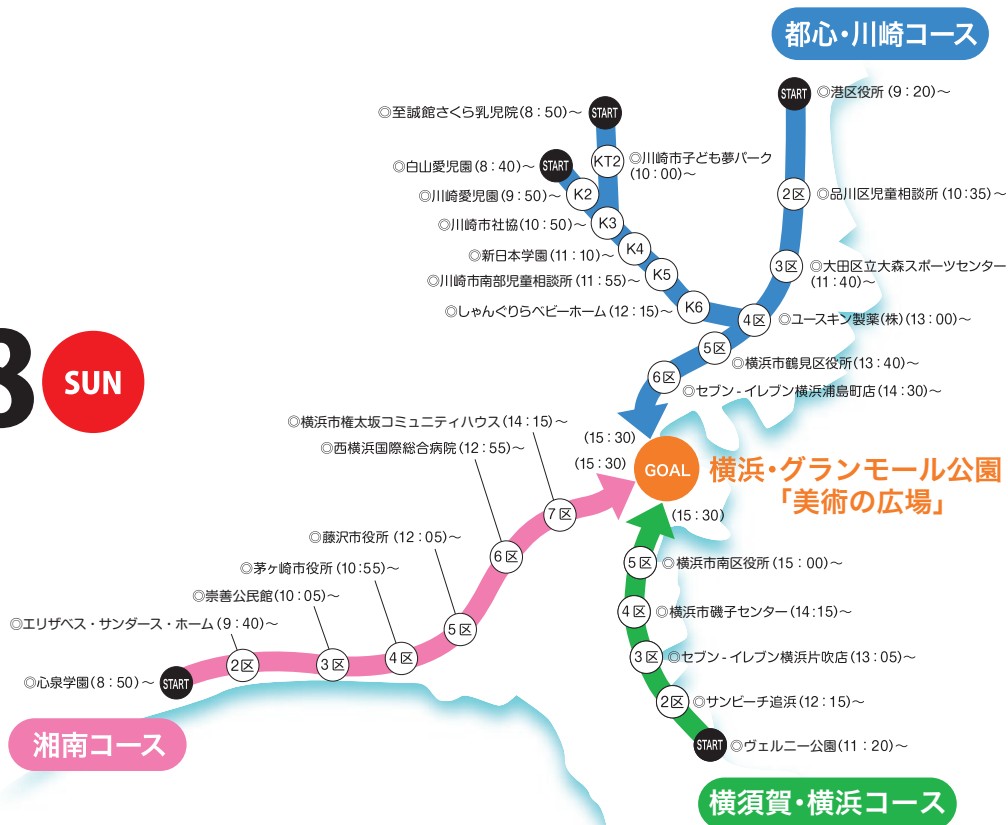 都心・川崎コース
START
◎港区役所(9：20)～
◎至誠館さくら乳児院(8：50)～
START
KT2
◎川崎市子ども夢パーク
(10：00)～
◎白山愛児園(8：40)～
START
◎川崎愛児園(9：50)～
K2
2区
◎品川区児童相談所(10：35)～
◎川崎市社協(10：50)～
K3
◎新日本学園(11：10)～
K4
3区
◎大田区立大森スポーツセンター
(11：40)～
◎川崎市南部児童相談所(11：55)～
K5
◎しゃんぐりらベビーホーム(12：15)～
K6
4区
◎ユースキン製薬(株)(13：00)～
5区
◎横浜市鶴見区役所(13：40)～
6区
◎セブン-イレブン横浜浦島町店(14：30)～
8
SUN
(15：30)
(15：30)
GOAL
横浜・グランモール公園
「美術の広場」
(15：30)
◎横浜市権太坂コミュニティハウス(14：15)～
◎西横浜国際総合病院(12：55)～
7区
◎藤沢市役所(12：05)～
6区
◎茅ヶ崎市役所(10：55)～
◎崇善公民館(10：05)～
◎エリザベス・サンダース・ホーム(9：40)～
5区
4区
3区
2区
◎心泉学園(8：50)～
START
湘南コース
5区
◎横浜市南区役所(15：00)～
4区
◎横浜市磯子センター(14:15)～
3区
◎セブン-イレブン横浜片吹店(13：05)～
2区
◎サンビーチ追浜(12：15)～
START
◎ヴェルニー公園(11：20)～
横須賀・横浜コース